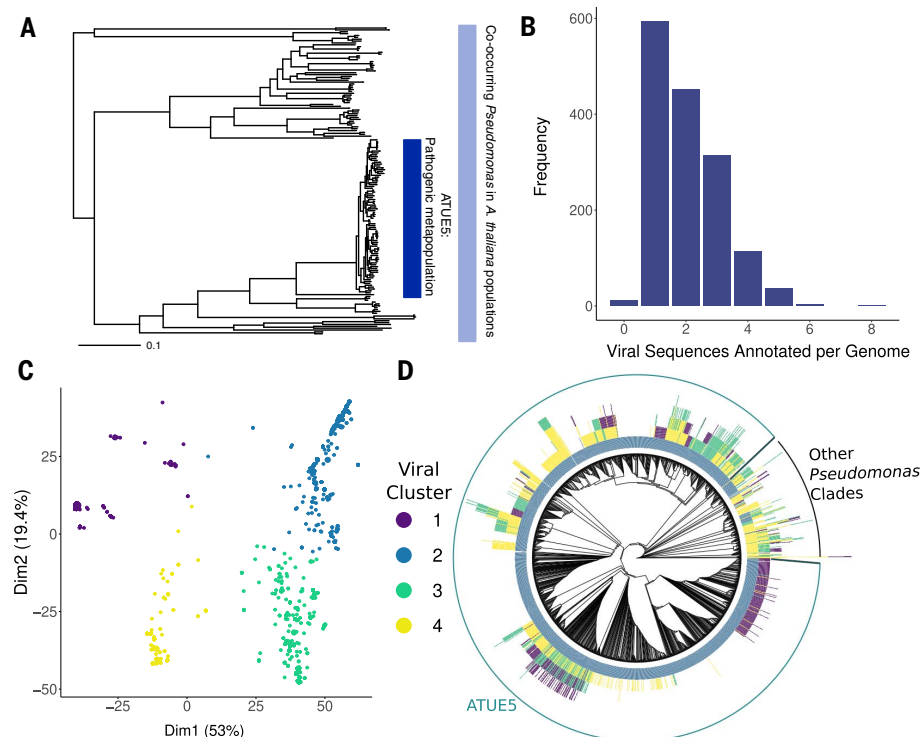 A
ATUE5:
Pathogenic metapopulation
Co-occurring Pseudomonas in A. thaliana populations
0.1
B
Frequency
600
400
200
0
0 2 4 6 8
Viral Sequences Annotated per Genome
C
Dim2 (19.4%)
25
0
−25
−50
−25 0 25 50
Dim1 (53%)
Viral
Cluster
1
2
3
4
D
Other
Pseudomonas
Clades
ATUE5